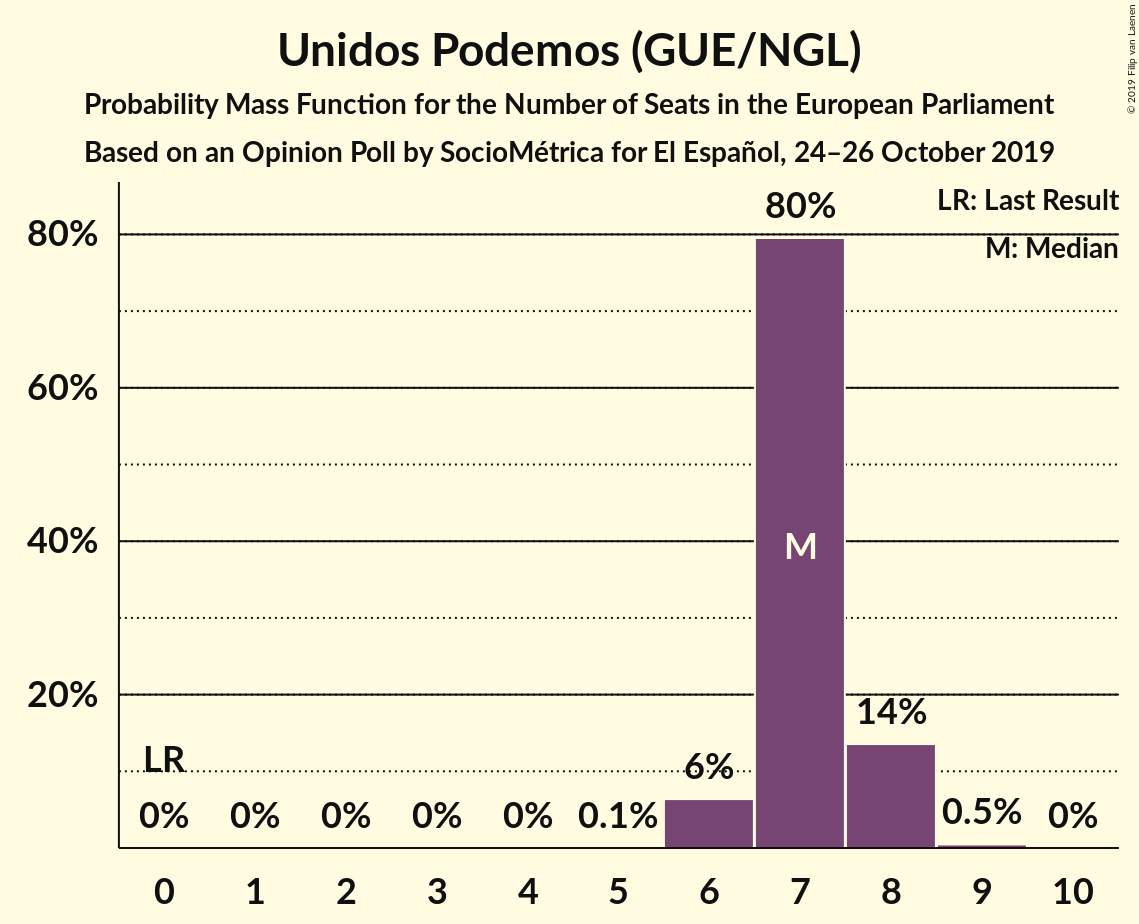 Unidos Podemos (GUE/NGL)
Probability Mass Function for the Number of Seats in the European Parliament
Based on an Opinion Poll by SocioMétrica for El Español, 24–26 October 2019
© 2019 Filip van Laenen
LR: Last Result
M: Median
80%
60%
40%
20%
LR
0%
0%
0%
0%
0%
0.1%
6%
80%
M
14%
0.5%
0%
0 1 2 3 4 5 6 7 8 9 10